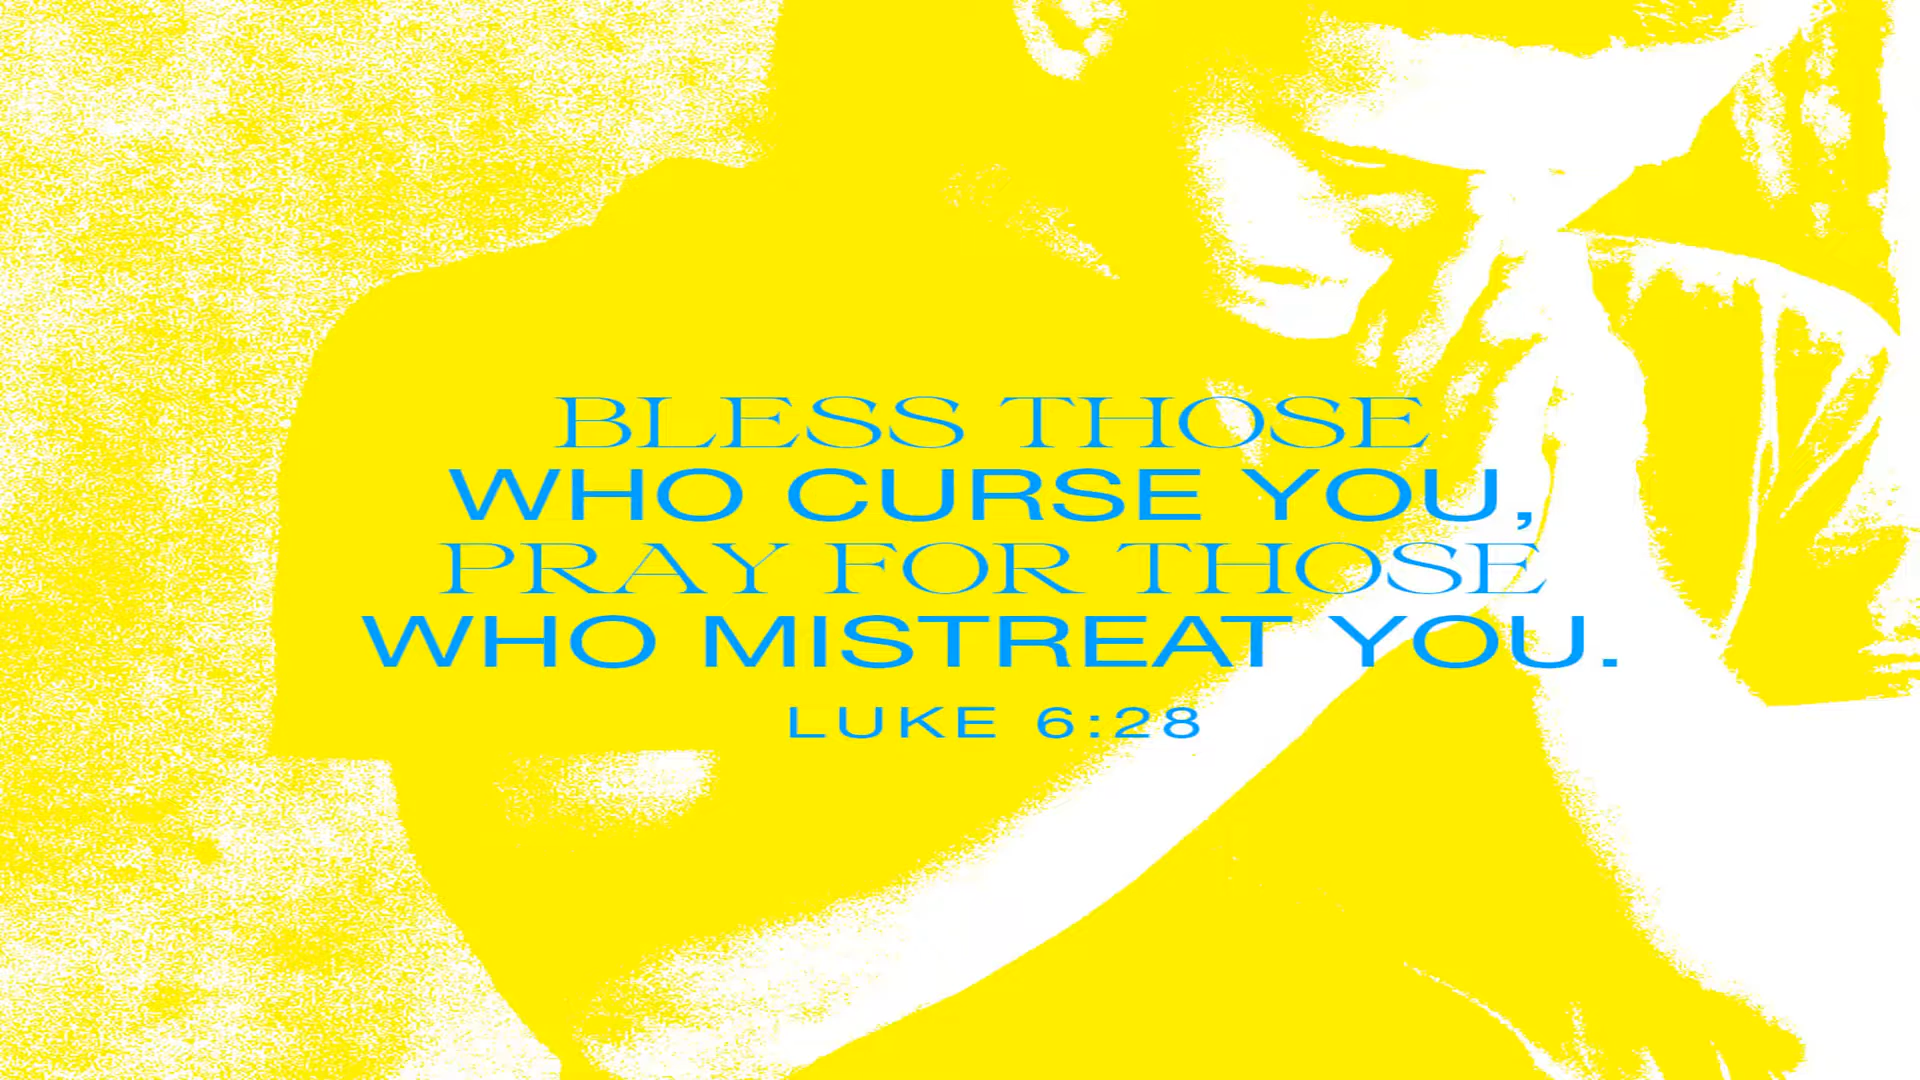 BLESS THOSE
WHO CURSE YOU,
PRAY FOR THOSE
WHO MISTREAT YOU.
LUKE 6:28